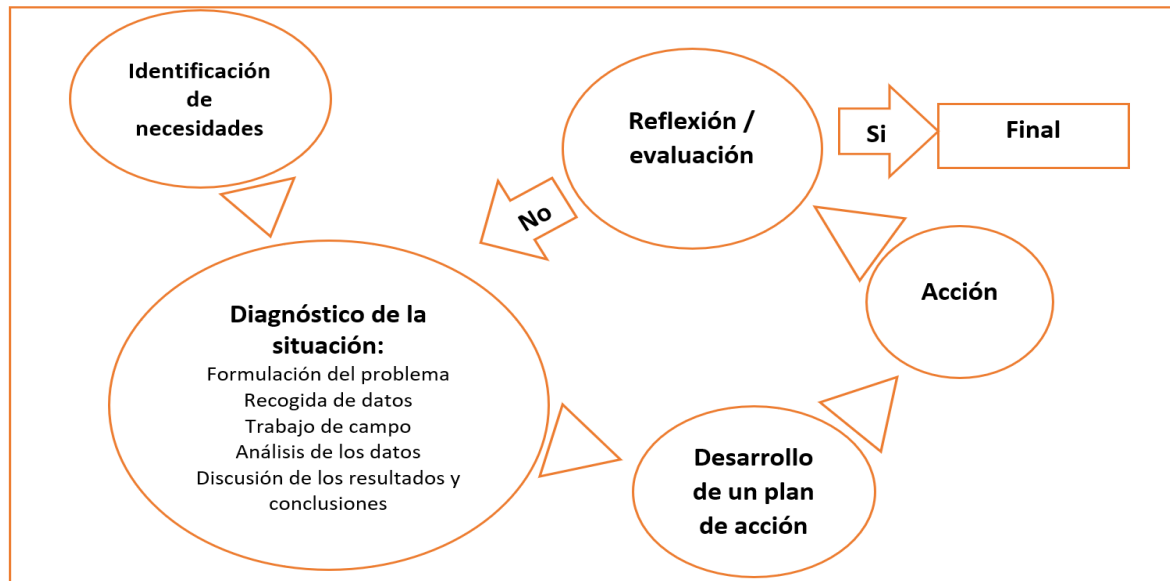 Identificación
de
necesidades
Diagnóstico de la
situación:
Formulación del problema
Recogida de datos
Trabajo de campo
Análisis de los datos
Discusión de los resultados y
conclusiones
Desarrollo
de un plan
de acción
Acción
Reflexión /
evaluación
No
Si
Final